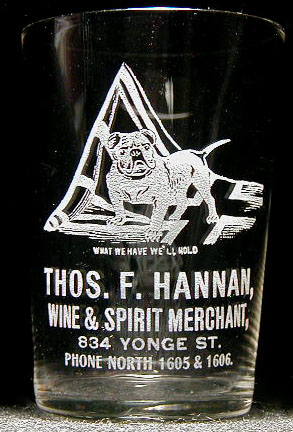 WHAT WE HAVE WE'LL HOLD
THOS. F. HANNAN,
WINE & SPIRIT MERCHANT,
834 YONGE ST.
PHONE NORTH 1605 & 1606.